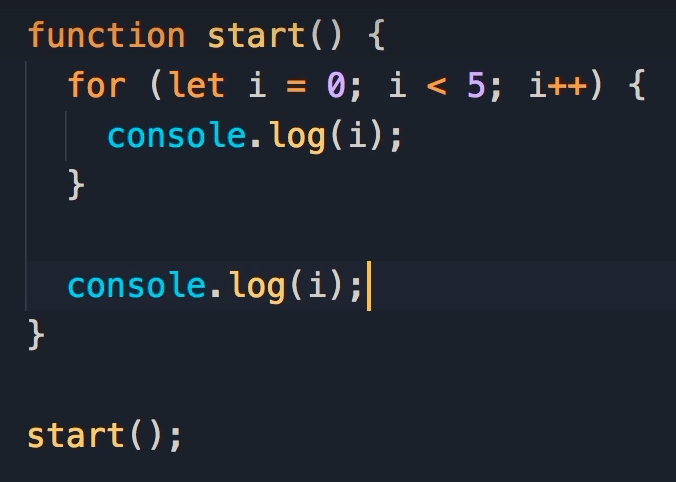 function start() {
  for (let i = 0; i < 5; i++) {
    console.log(i);
  }

  console.log(i);
}

start();